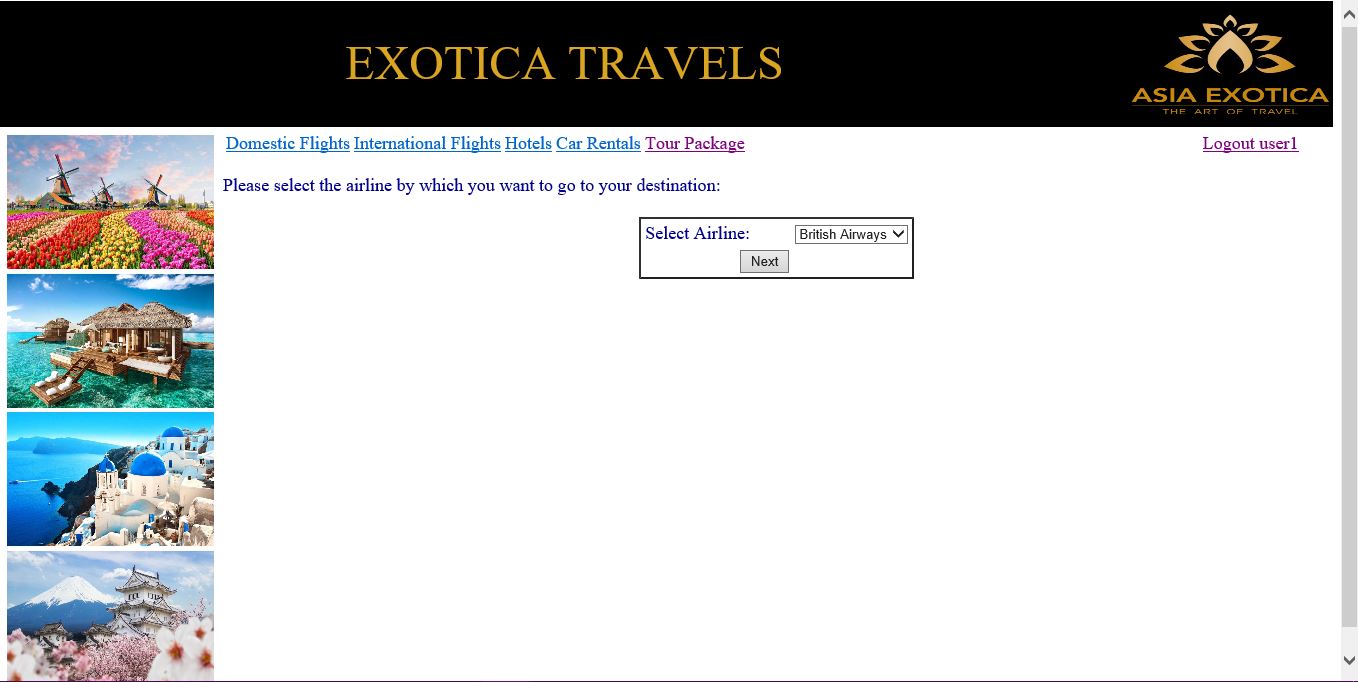 EXOTICA TRAVELS
ASIA EXOTICA
THE ART OF TRAVEL
Domestic Flights International Flights Hotels Car Rentals Tour Package Logout user1
Please select the airline by which you want to go to your destination:
Select Airline: British Airways
Next